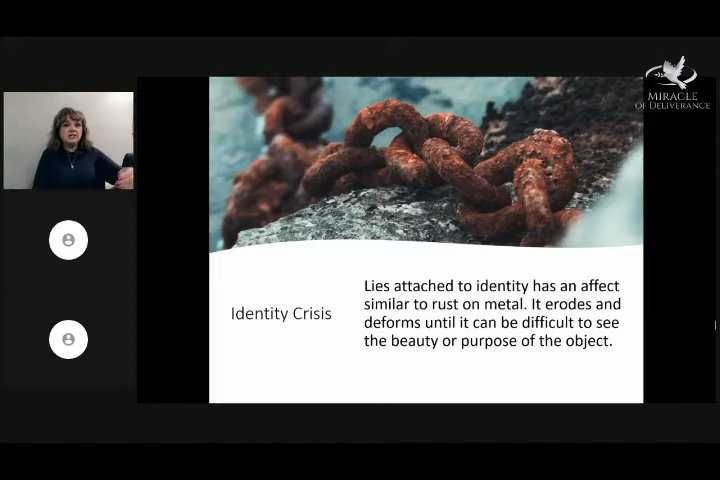 MIRACLE
OF DELIVERANCE
Identity Crisis
Lies attached to identity has an affect
similar to rust on metal. It erodes and
deforms until it can be difficult to see
the beauty or purpose of the object.